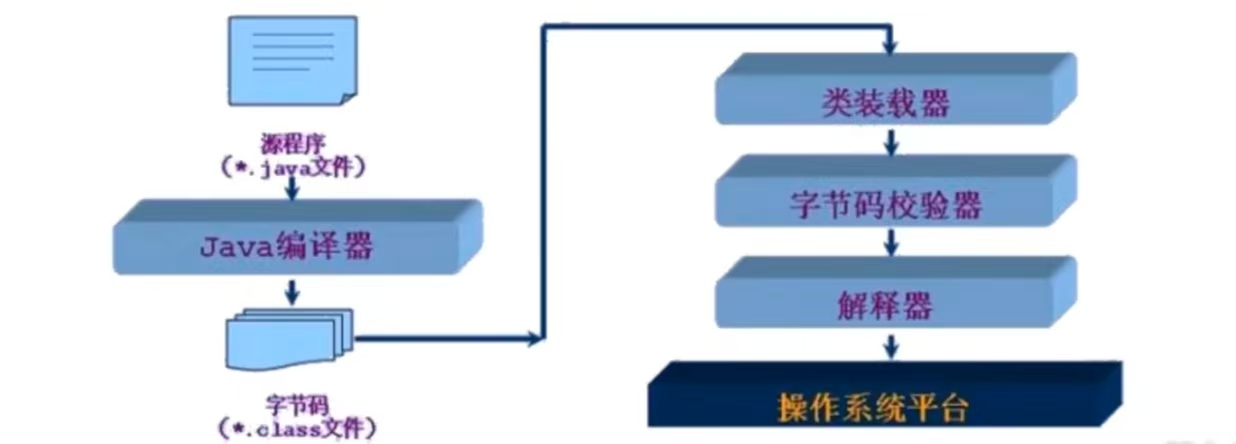 源程序
(*.java文件)
Java编译器
字节码
(*.class文件)
类装载器
字节码校验器
解释器
操作系统平台